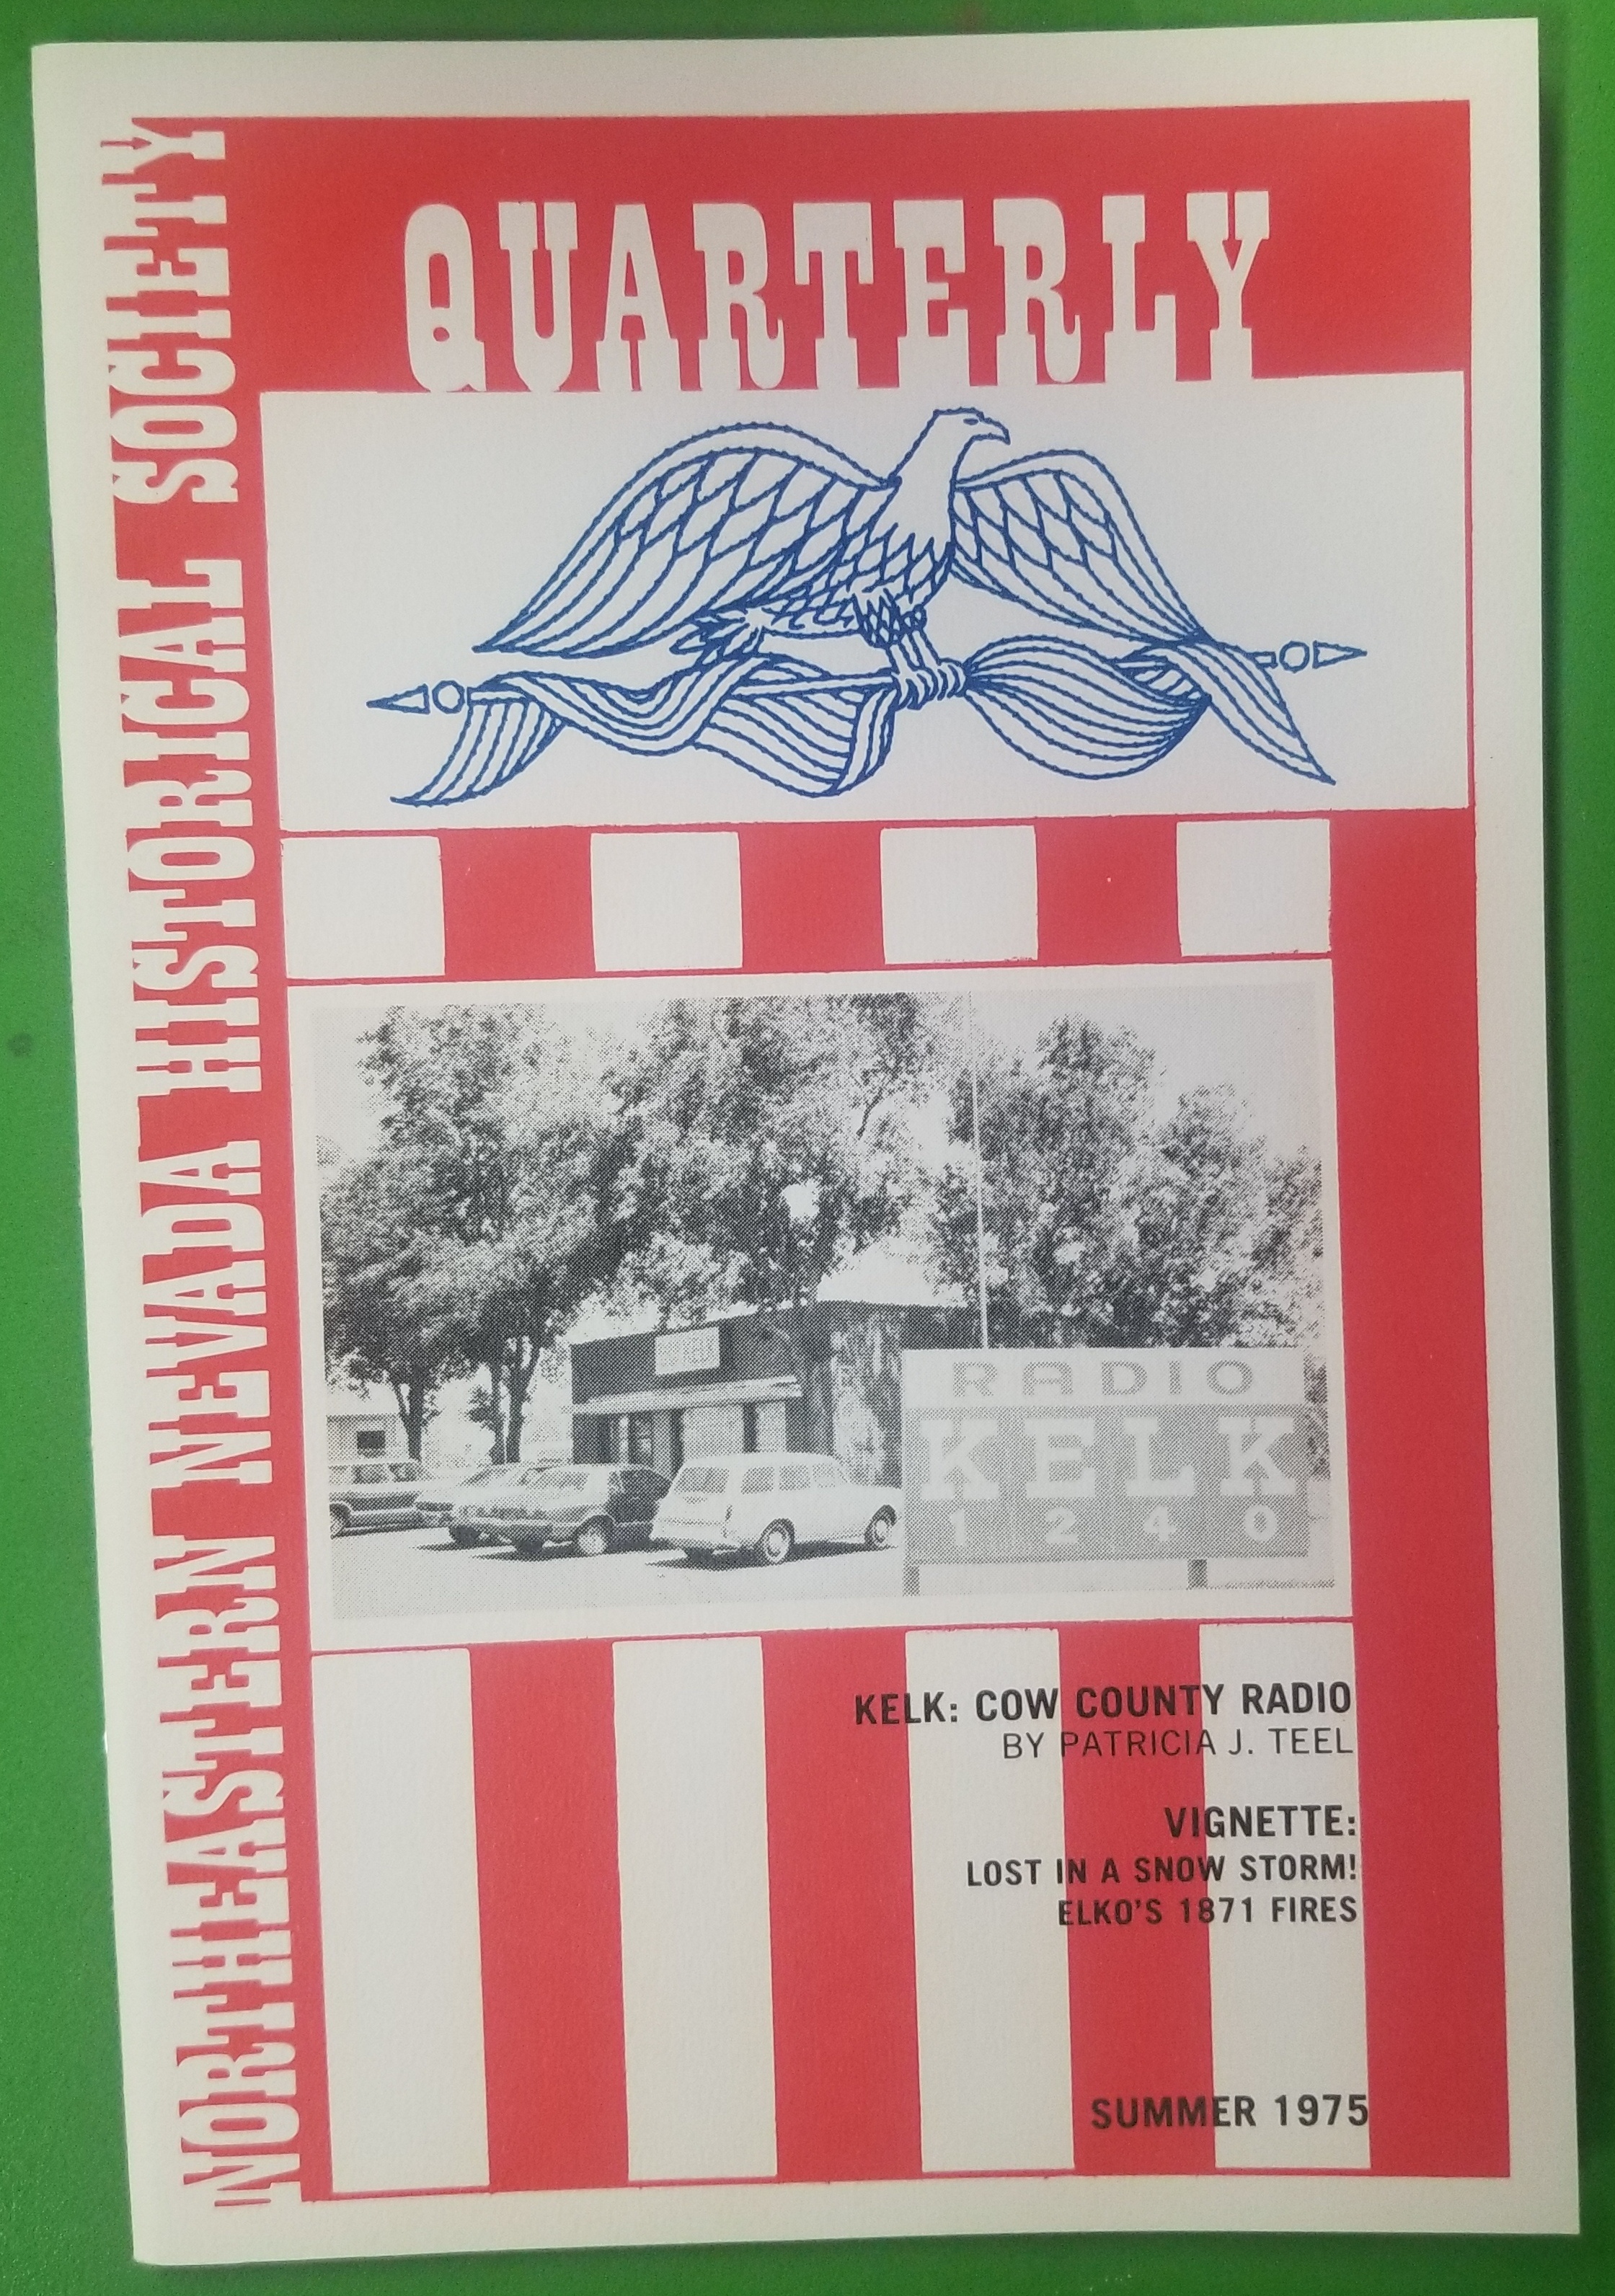 NORTHEASTERN NEVADA HISTORICAL SOCIETY
QUARTERLY
RADIO
KELK
1240
KELK: COW COUNTY RADIO
BY PATRICIA J. TEEL
VIGNETTE:
LOST IN A SNOW STORM!
ELKO'S 1871 FIRES
SUMMER 1975